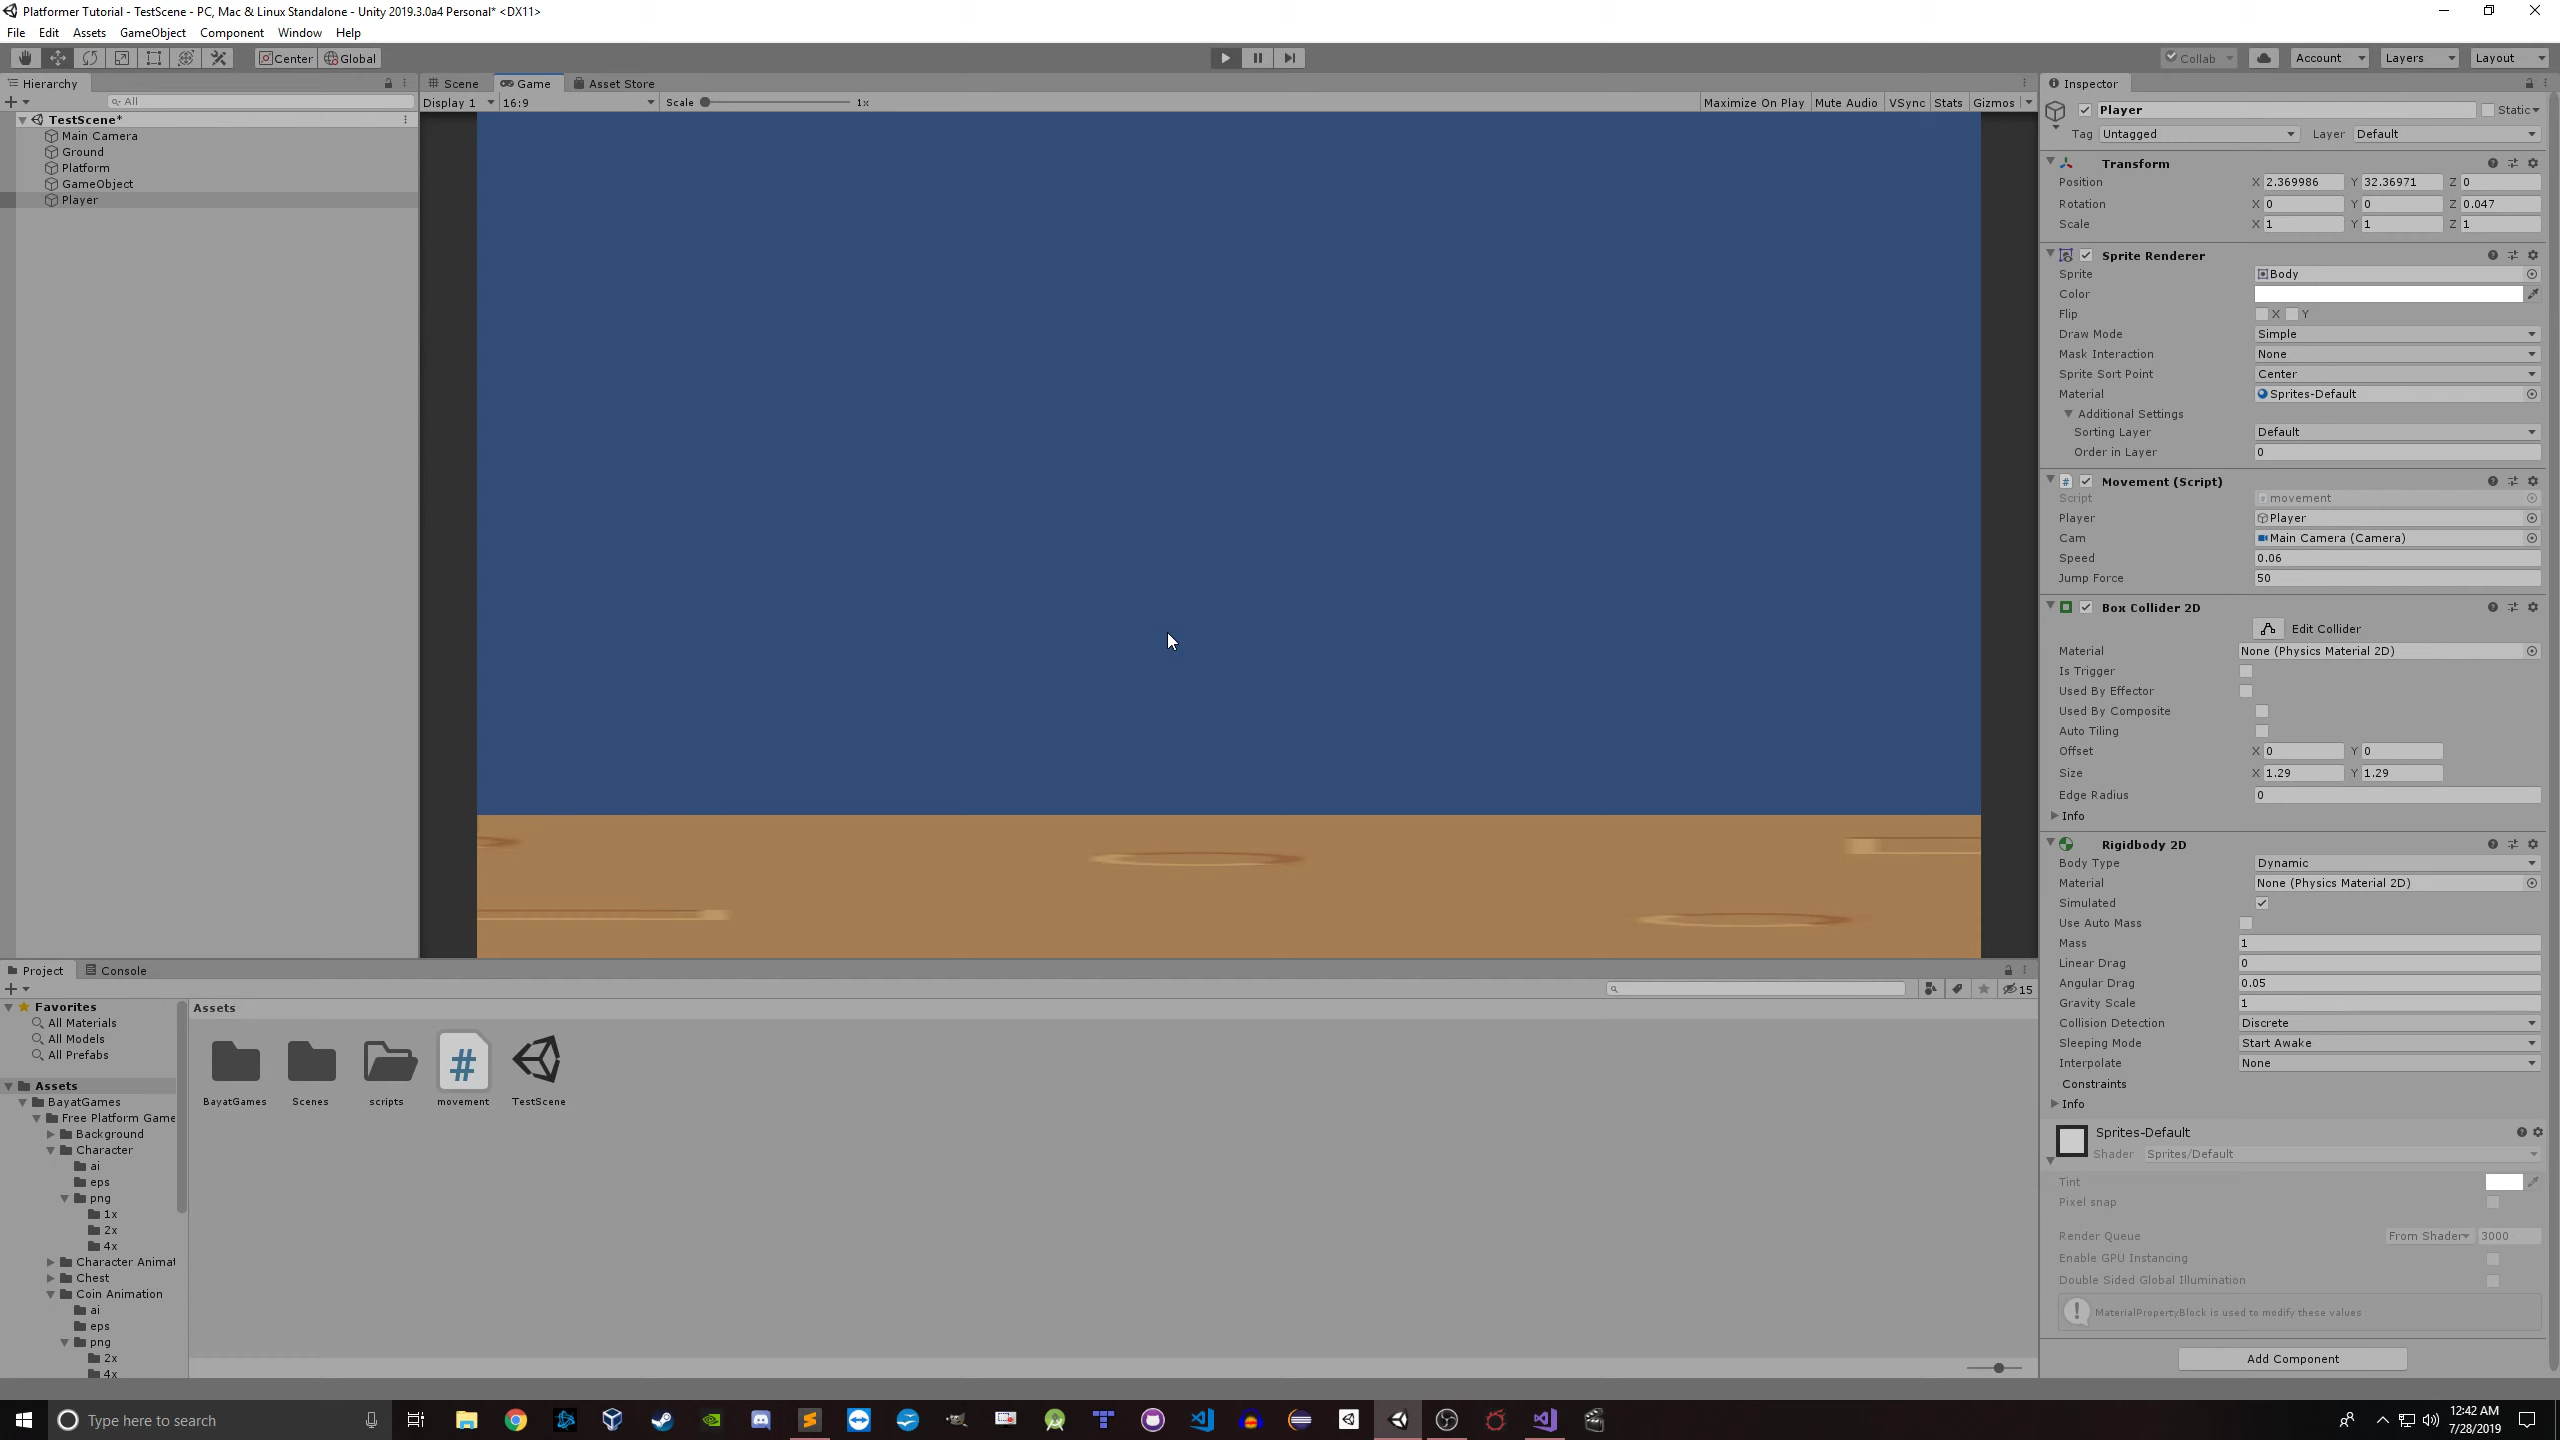 Platformer Tutorial - TestScene - PC, Mac & Linux Standalone - Unity 2019.3.0a4 Personal* <DX11>
File Edit Assets GameObject Component Window Help
Center Global Collab Account Layers Layout
Hierarchy
All
TestScene*
Main Camera
Ground
Platform
GameObject
Player
Scene Game Asset Store
Display 1 16:9 Scale 1x Maximize On Play Mute Audio VSync Stats Gizmos
Inspector
Player Static
Tag Untagged Layer Default
Transform
Position X 2.369986 Y 32.36971 Z 0
Rotation X 0 Y 0 Z 0.047
Scale X 1 Y 1 Z 1
Sprite Renderer
Sprite Body
Color
Flip X Y
Draw Mode Simple
Mask Interaction None
Sprite Sort Point Center
Material Sprites-Default
Additional Settings
Sorting Layer Default
Order in Layer 0
# Movement (Script)
Script # movement
Player Player
Cam Main Camera (Camera)
Speed 0.06
Jump Force 50
Box Collider 2D
Edit Collider
Material None (Physics Material 2D)
Is Trigger
Used By Effector
Used By Composite
Auto Tiling
Offset X 0 Y 0
Size X 1.29 Y 1.29
Edge Radius 0
Info
Rigidbody 2D
Body Type Dynamic
Material None (Physics Material 2D)
Simulated
Use Auto Mass
Mass 1
Linear Drag 0
Angular Drag 0.05
Gravity Scale 1
Collision Detection Discrete
Sleeping Mode Start Awake
Interpolate None
Constraints
Info
Sprites-Default
Shader Sprites/Default
Tint
Pixel snap
Render Queue From Shader 3000
Enable GPU Instancing
Double Sided Global Illumination
MaterialPropertyBlock is used to modify these values
Add Component
Project Console
15
Favorites
All Materials
All Models
All Prefabs
Assets
BayatGames
Free Platform Game
Background
Character
ai
eps
png
1x
2x
4x
Character Animat
Chest
Coin Animation
ai
eps
png
2x
4x
Assets
#
BayatGames Scenes scripts movement TestScene
Type here to search
12:42 AM
7/28/2019